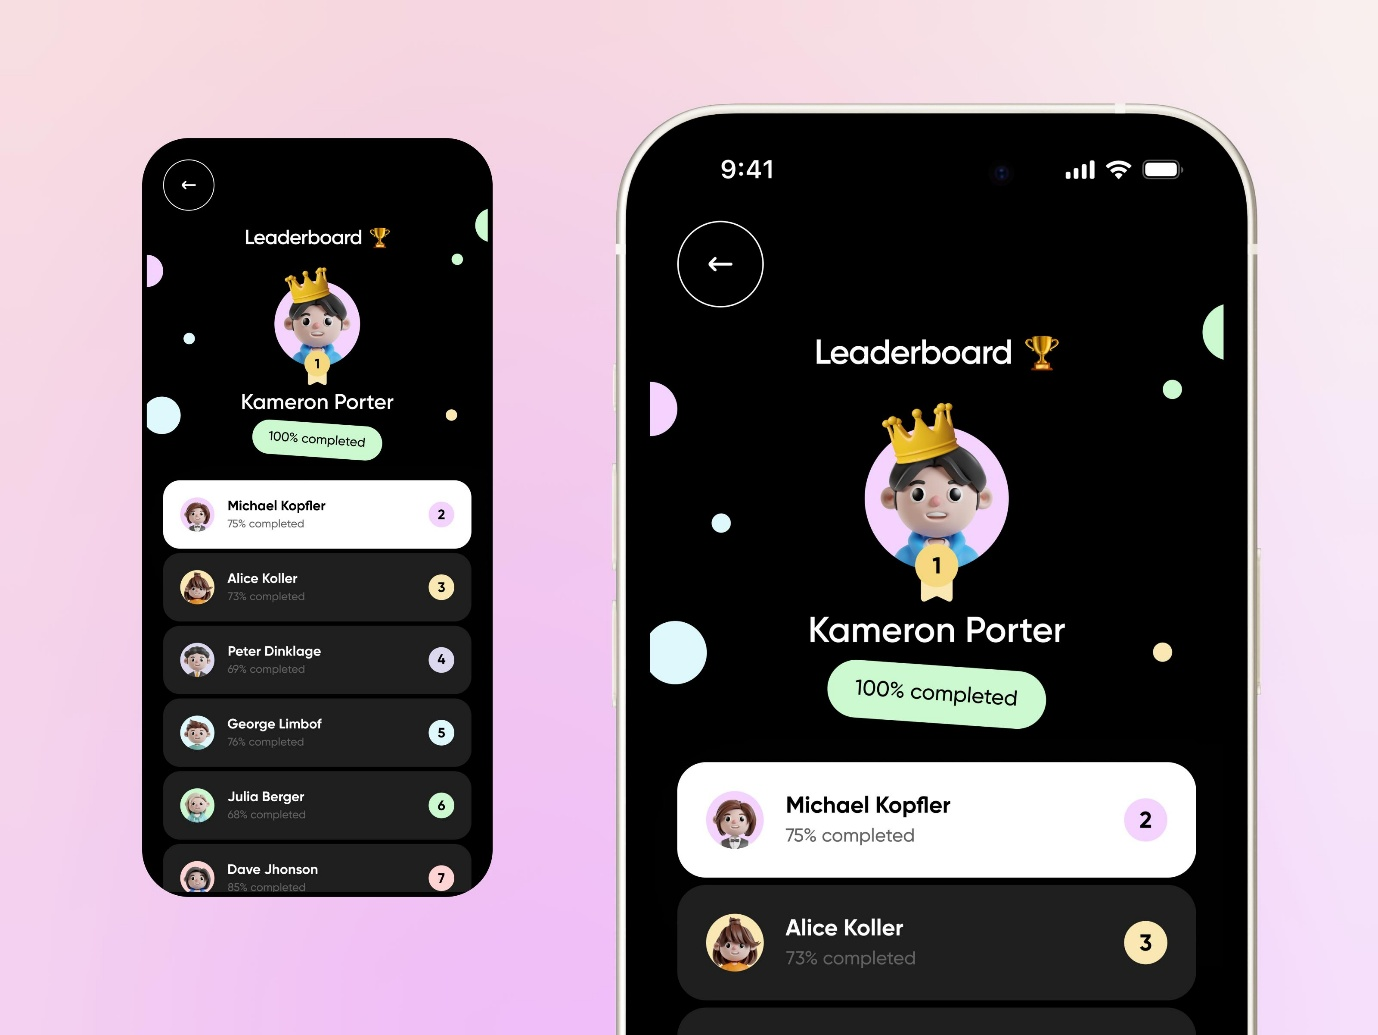 Leaderboard
1
Kameron Porter
100% completed
Michael Kopfler
75% completed
2
Alice Koller
73% completed
3
Peter Dinklage
69% completed
4
George Limbof
76% completed
5
Julia Berger
68% completed
6
Dave Jhonson
85% completed
7
9:41
Leaderboard
1
Kameron Porter
100% completed
Michael Kopfler
75% completed
2
Alice Koller
73% completed
3